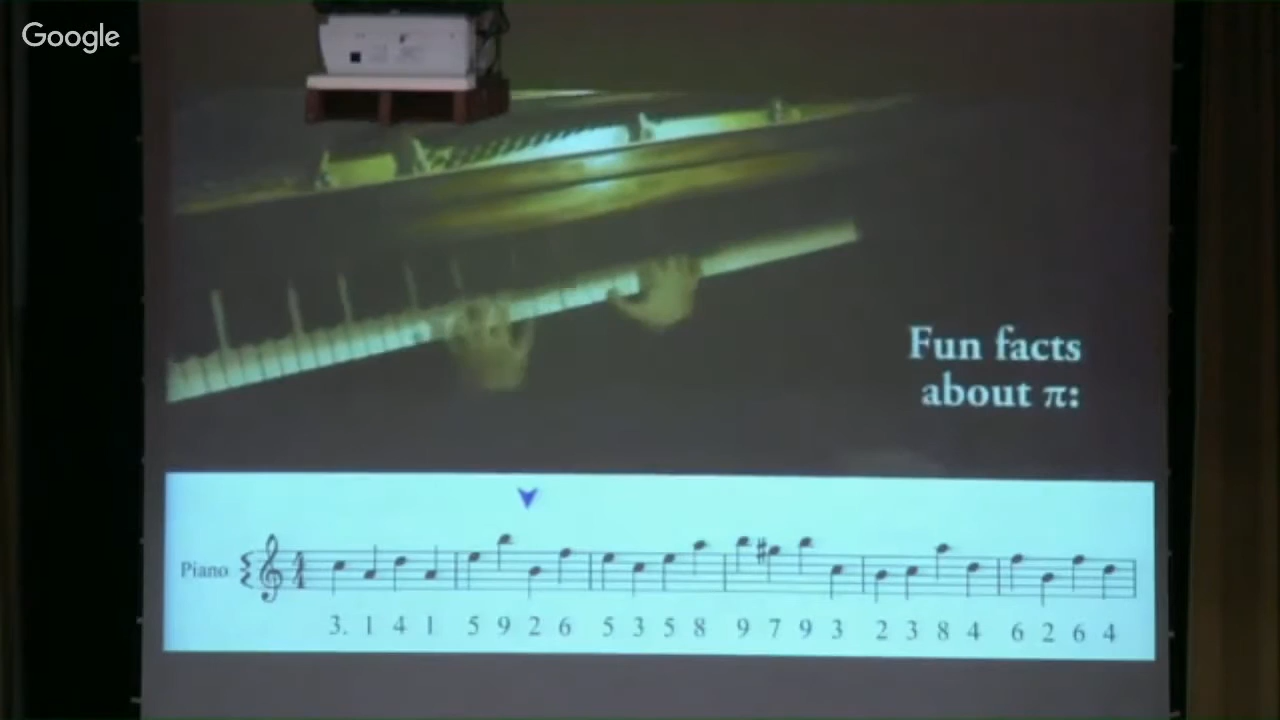 Google
Fun facts
about π:
Piano
3. 1 4 1 5 9 2 6 5 3 5 8 9 7 9 3 2 3 8 4 6 2 6 4